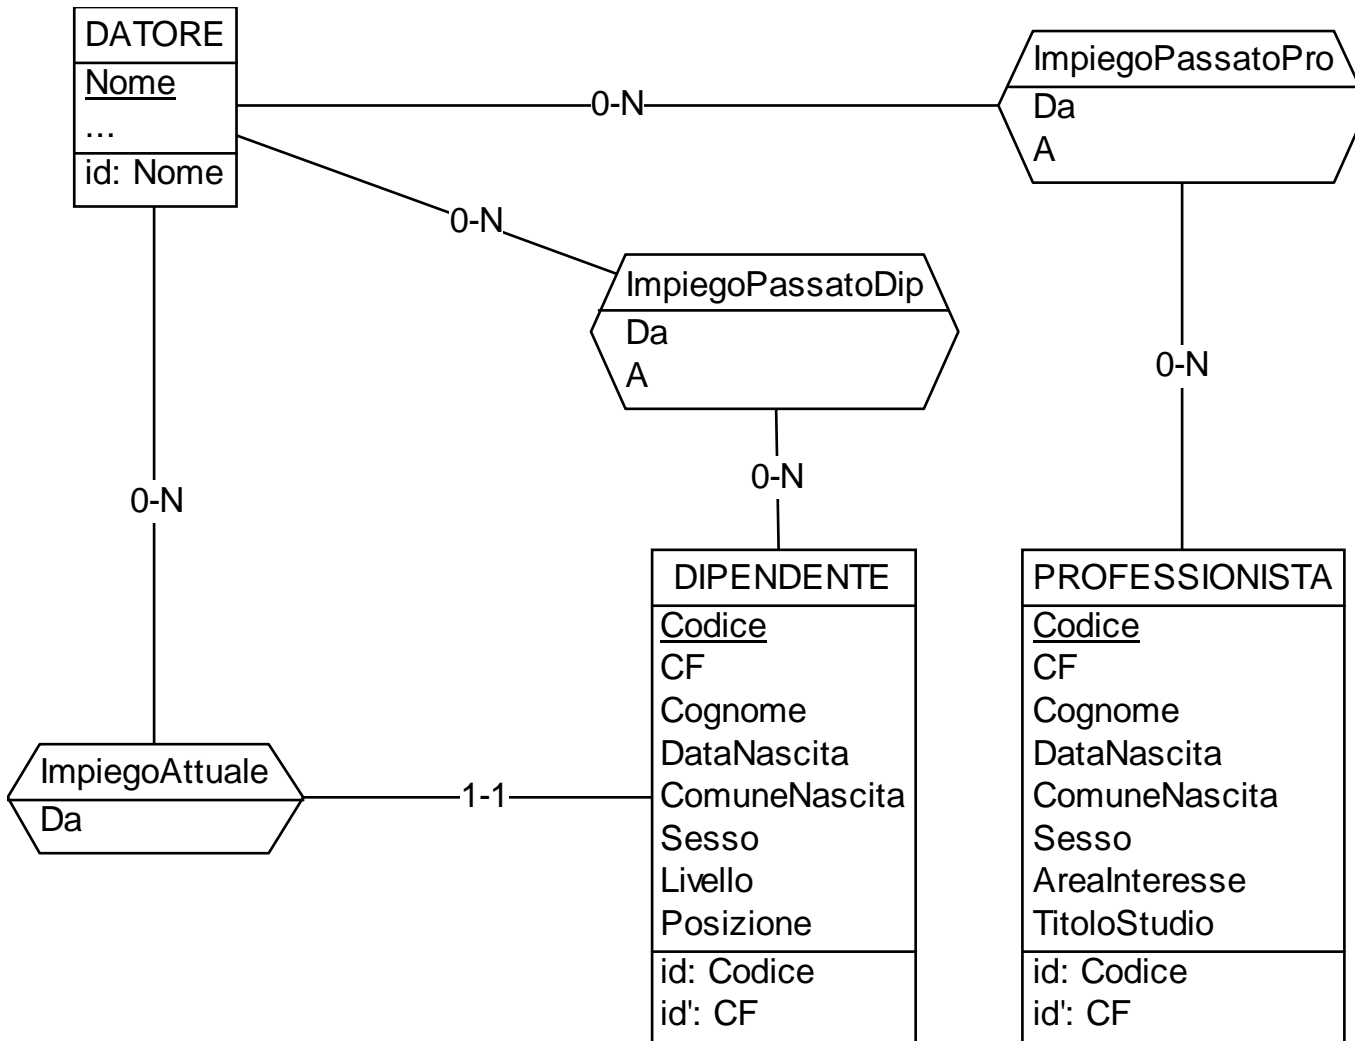 DATORE
Nome
...
id: Nome
ImpiegoPassatoPro
Da
A
0-N
0-N
ImpiegoPassatoDip
Da
A
0-N
0-N
0-N
DIPENDENTE
Codice
CF
Cognome
DataNascita
ComuneNascita
Sesso
Livello
Posizione
id: Codice
id': CF
PROFESSIONISTA
Codice
CF
Cognome
DataNascita
ComuneNascita
Sesso
AreaInteresse
TitoloStudio
id: Codice
id': CF
ImpiegoAttuale
Da
1-1